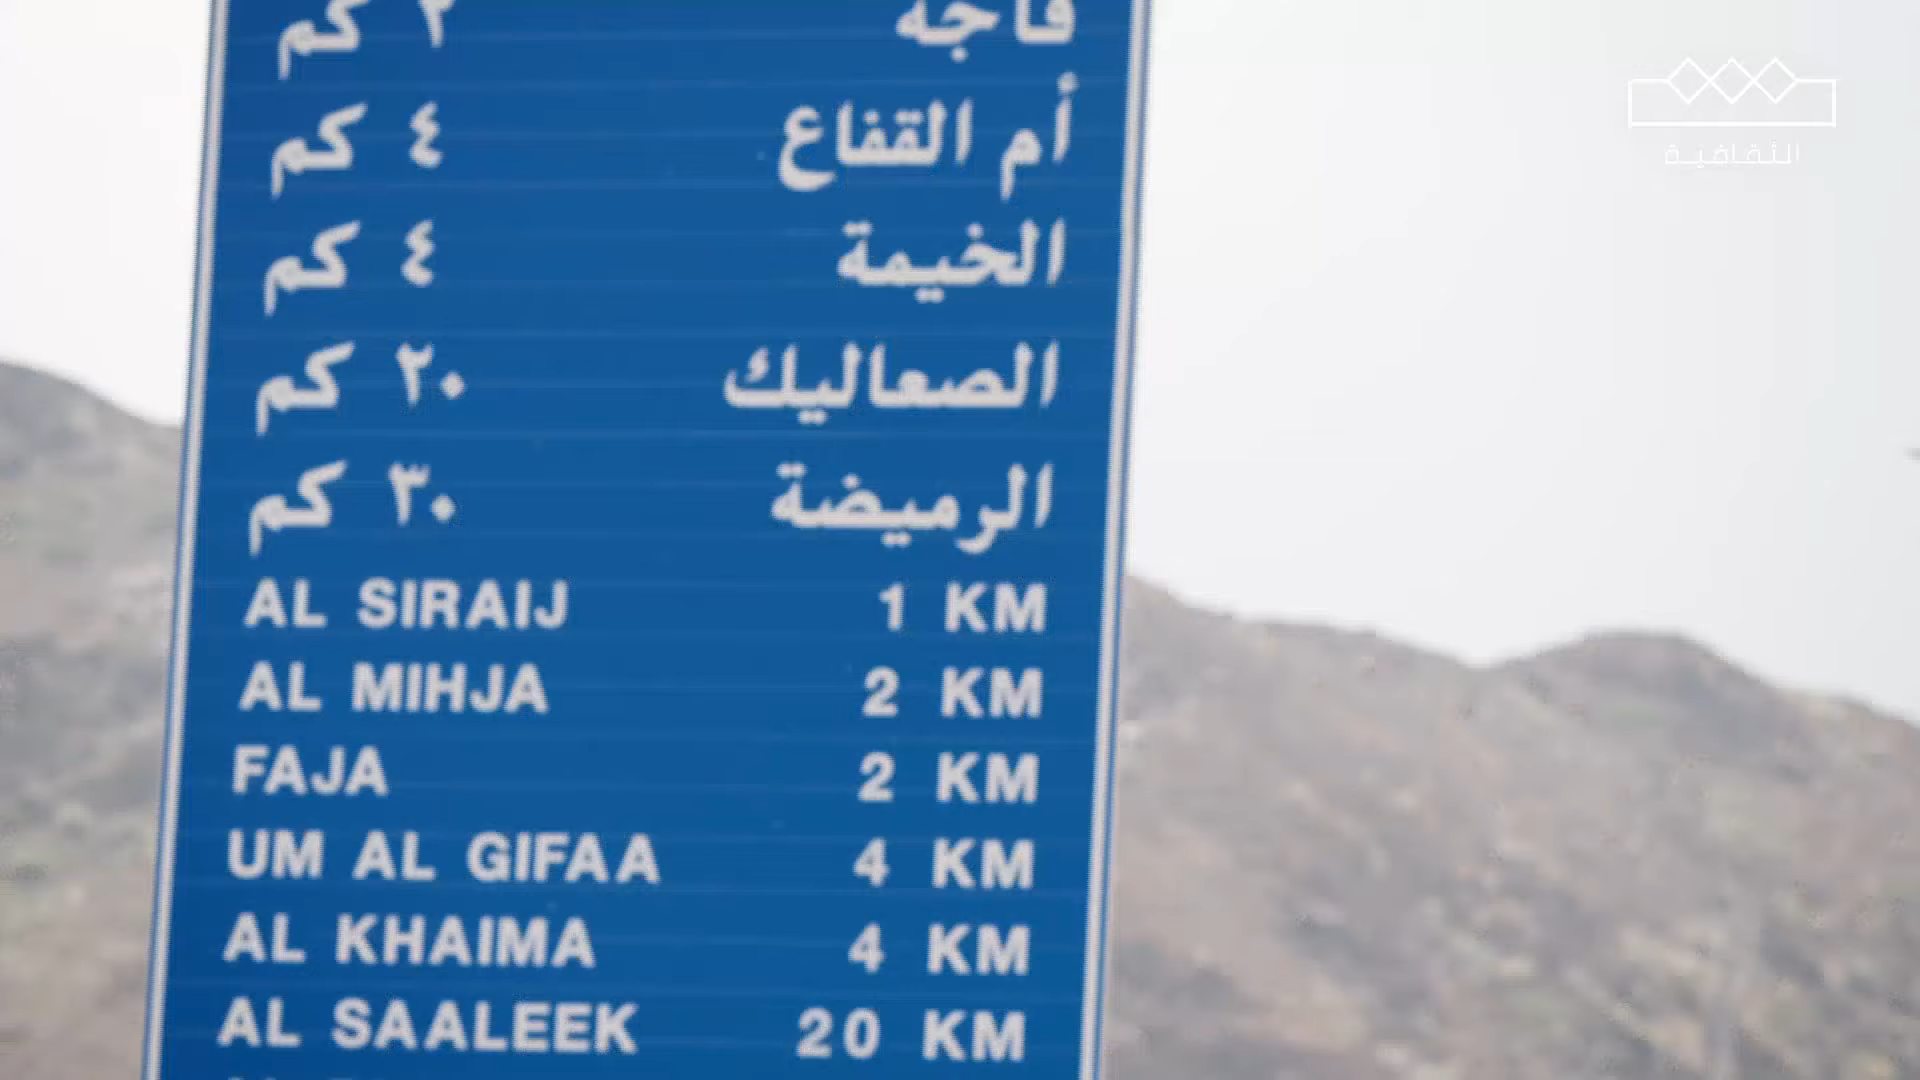 فاجه ٢ كم
أم القفاع ٤ كم
الخيمة ٤ كم
الصعاليك ٢٠ كم
الرميضة ٣٠ كم
AL SIRAIJ 1 KM
AL MIHJA 2 KM
FAJA 2 KM
UM AL GIFAA 4 KM
AL KHAIMA 4 KM
AL SAALEEK 20 KM
الثقافية